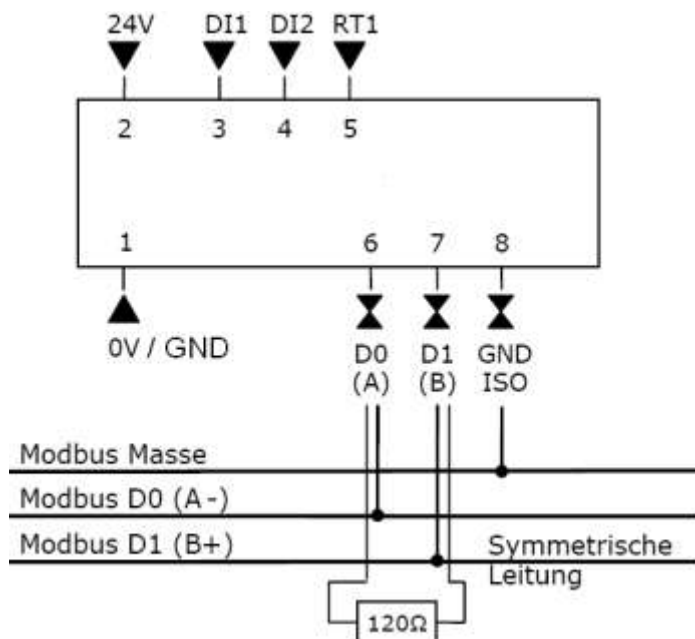 24V DI1 DI2 RT1
2 3 4 5
1 6 7 8
0V / GND
D0 D1 GND
(A) (B) ISO
Modbus Masse
Modbus D0 (A-)
Modbus D1 (B+)
Symmetrische
Leitung
120Ω